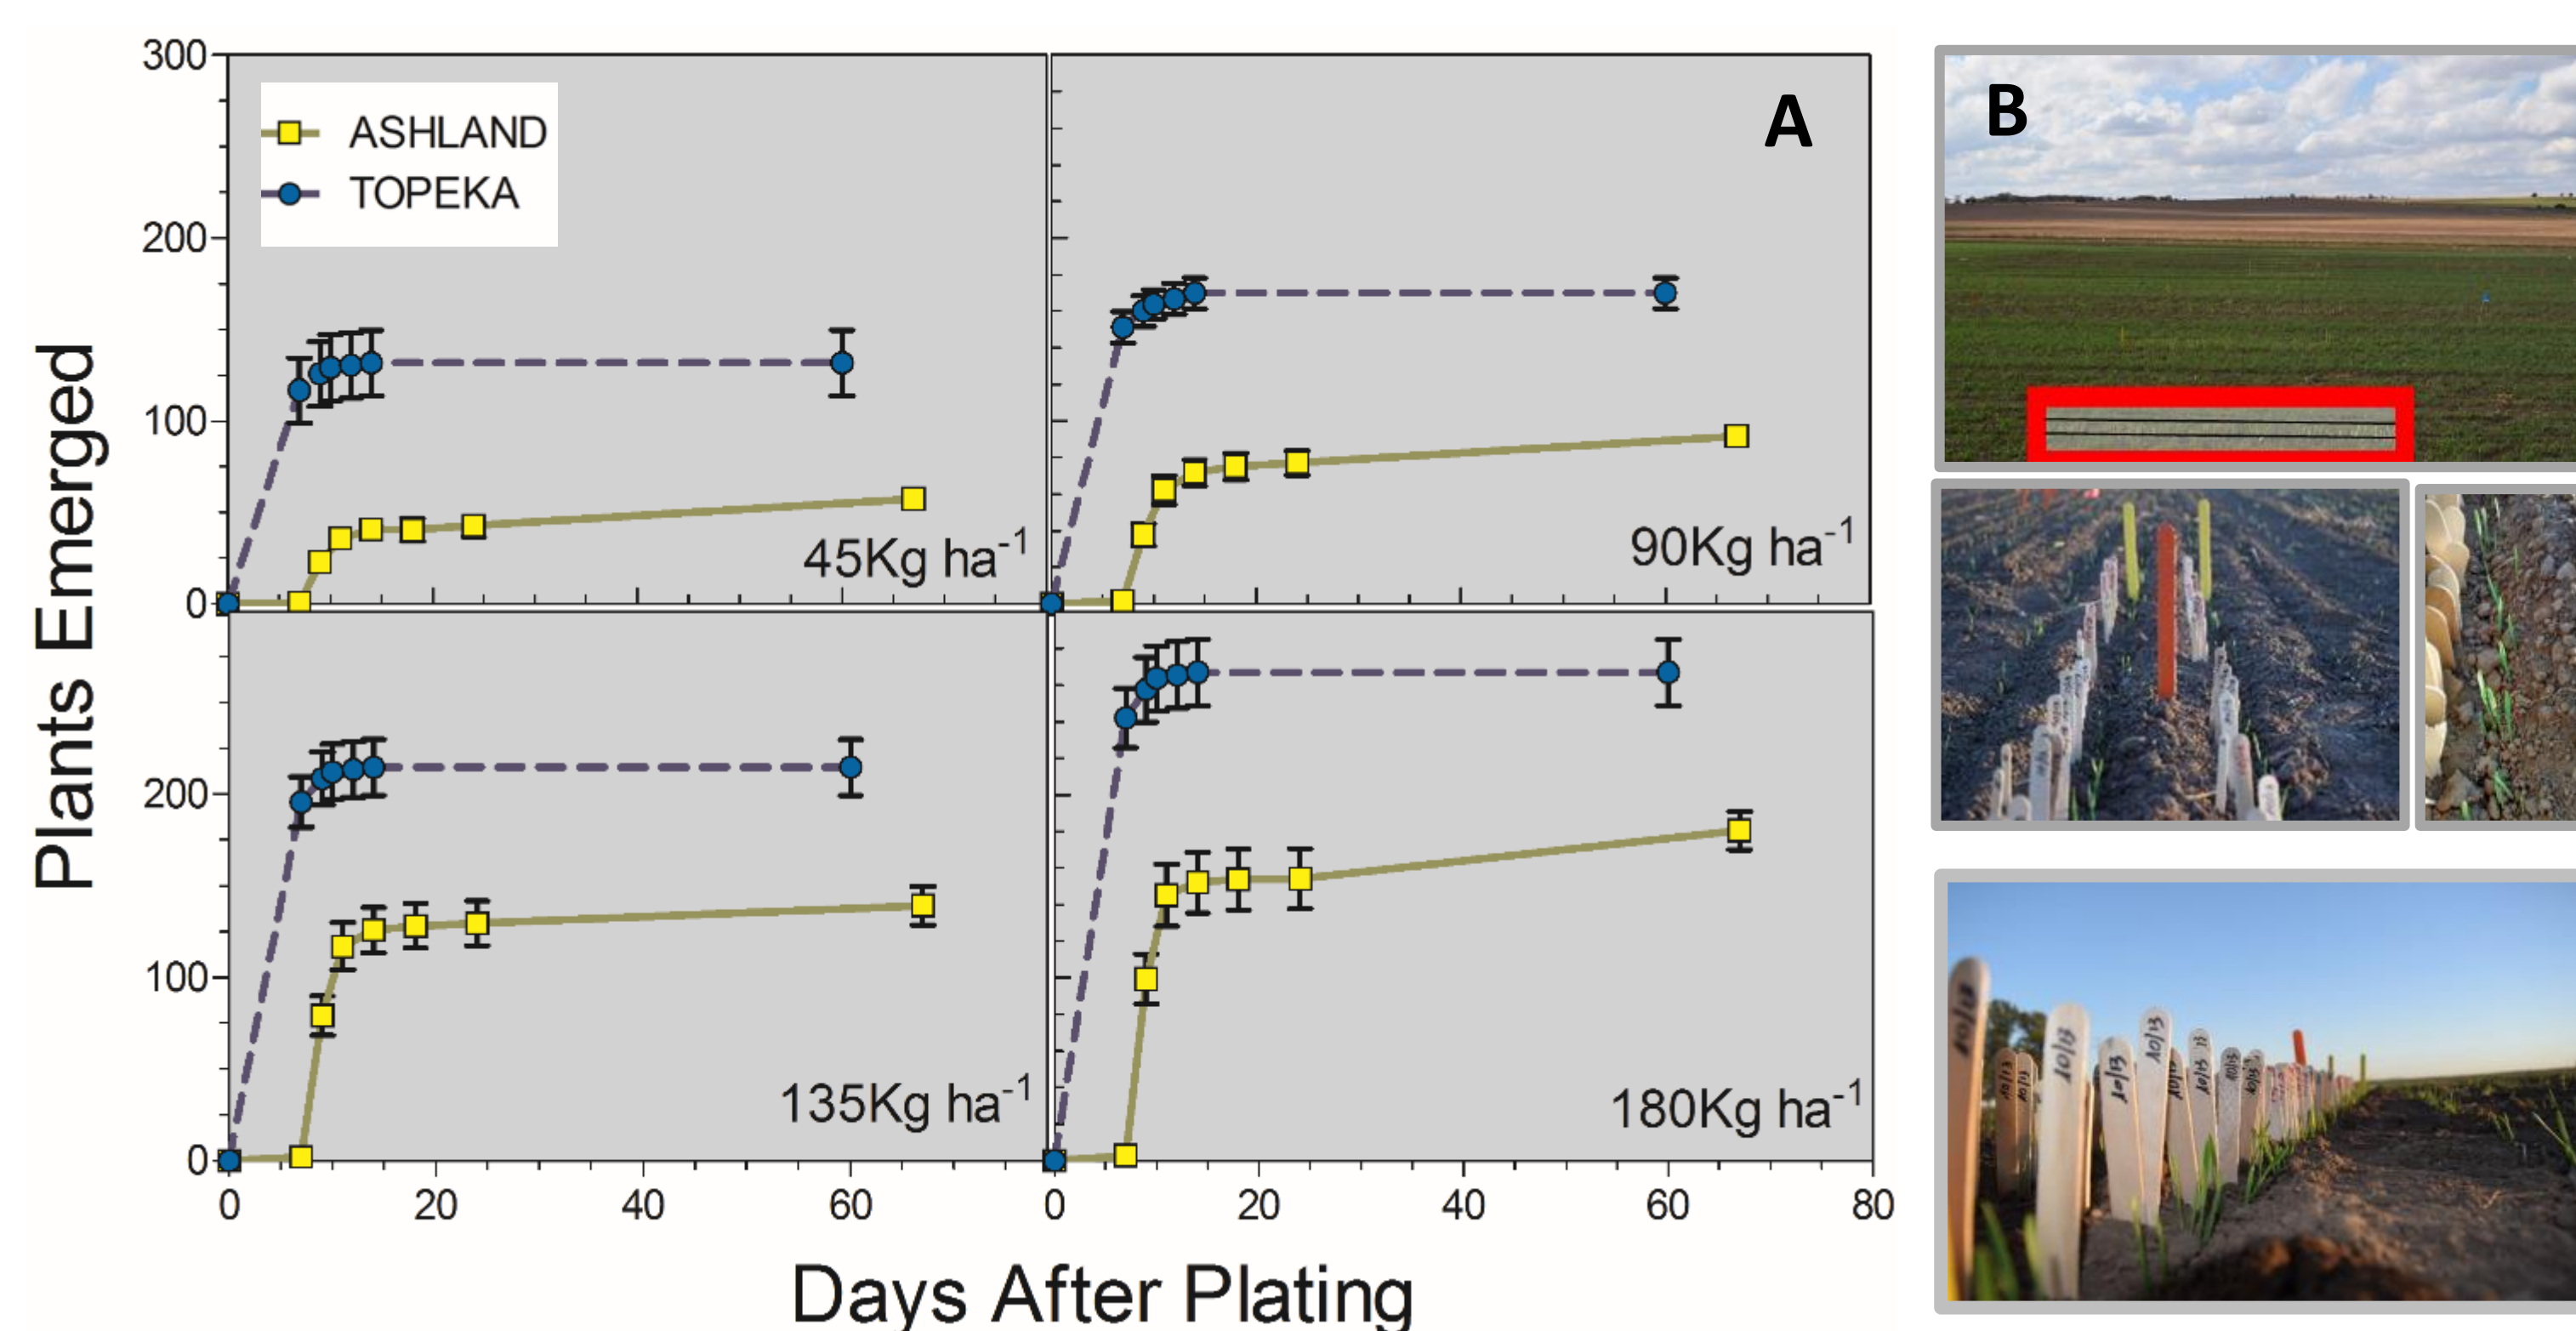 Plants Emerged
300
200
100
0
ASHLAND
TOPEKA
45Kg ha-1
A
90Kg ha-1
200
100
0
135Kg ha-1
180Kg ha-1
0 20 40 60 0 20 40 60 80
Days After Plating
B